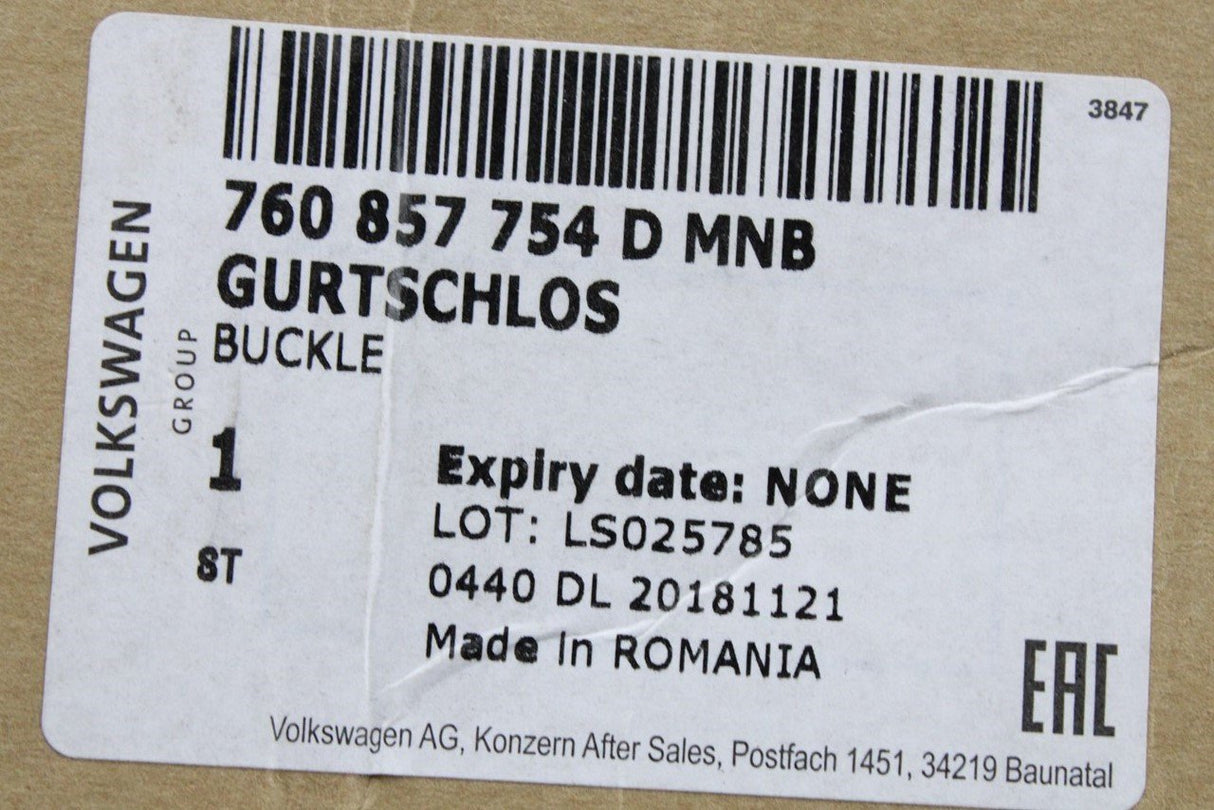 3847
VOLKSWAGEN
GROUP
760 857 754 D MNB
GURTSCHLOS
BUCKLE
1
ST
Expiry date: NONE
LOT: LS025785
0440 DL 20181121
Made in ROMANIA
EAC
Volkswagen AG, Konzern After Sales, Postfach 1451, 34219 Baunatal